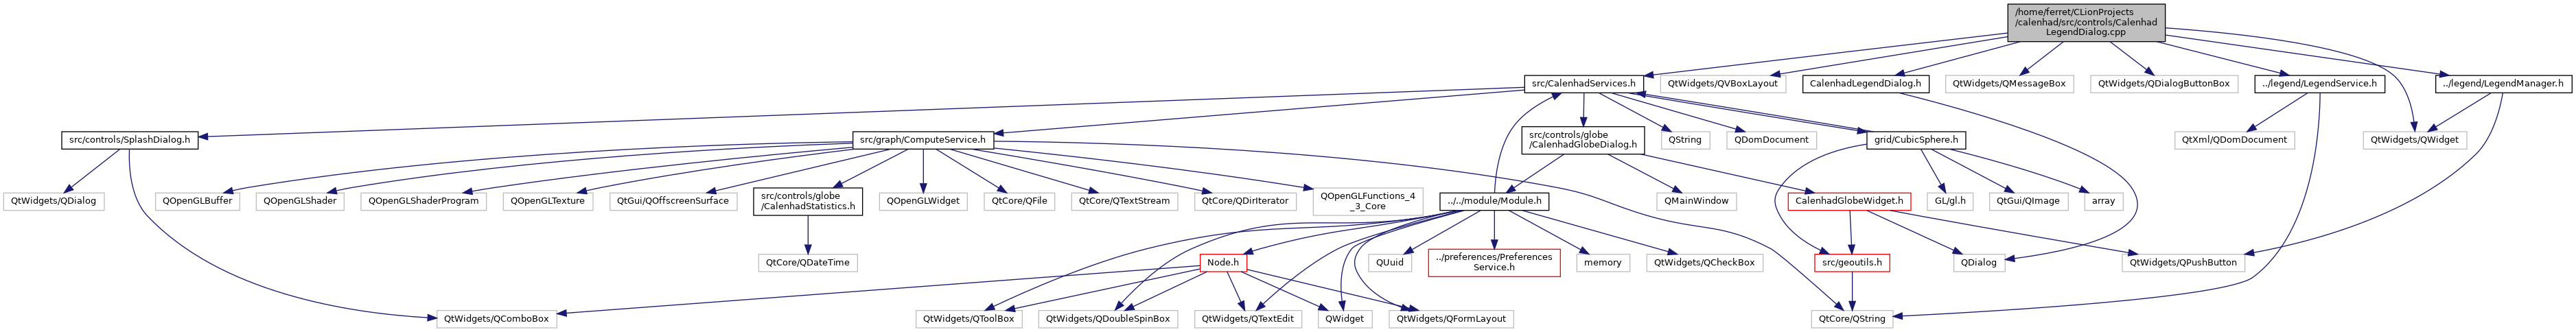 /home/ferret/CLionProjects
/calenhad/src/controls/Calenhad
LegendDialog.cpp
src/CalenhadServices.h
QtWidgets/QVBoxLayout
CalenhadLegendDialog.h
QtWidgets/QMessageBox
QtWidgets/QDialogButtonBox
../legend/LegendService.h
../legend/LegendManager.h
src/controls/SplashDialog.h
src/graph/ComputeService.h
src/controls/globe
/CalenhadGlobeDialog.h
QString
QDomDocument
grid/CubicSphere.h
QtXml/QDomDocument
QtWidgets/QWidget
QtWidgets/QDialog
QOpenGLBuffer
QOpenGLShader
QOpenGLShaderProgram
QOpenGLTexture
QtGui/QOffscreenSurface
src/controls/globe
/CalenhadStatistics.h
QOpenGLWidget
QtCore/QFile
QtCore/QTextStream
QtCore/QDirIterator
QOpenGLFunctions_4
_3_Core
../../module/Module.h
QMainWindow
CalenhadGlobeWidget.h
GL/gl.h
QtGui/QImage
array
QtCore/QDateTime
Node.h
QUuid
../preferences/Preferences
Service.h
memory
QtWidgets/QCheckBox
src/geoutils.h
QDialog
QtWidgets/QPushButton
QtWidgets/QComboBox
QtWidgets/QToolBox
QtWidgets/QDoubleSpinBox
QtWidgets/QTextEdit
QWidget
QtWidgets/QFormLayout
QtCore/QString